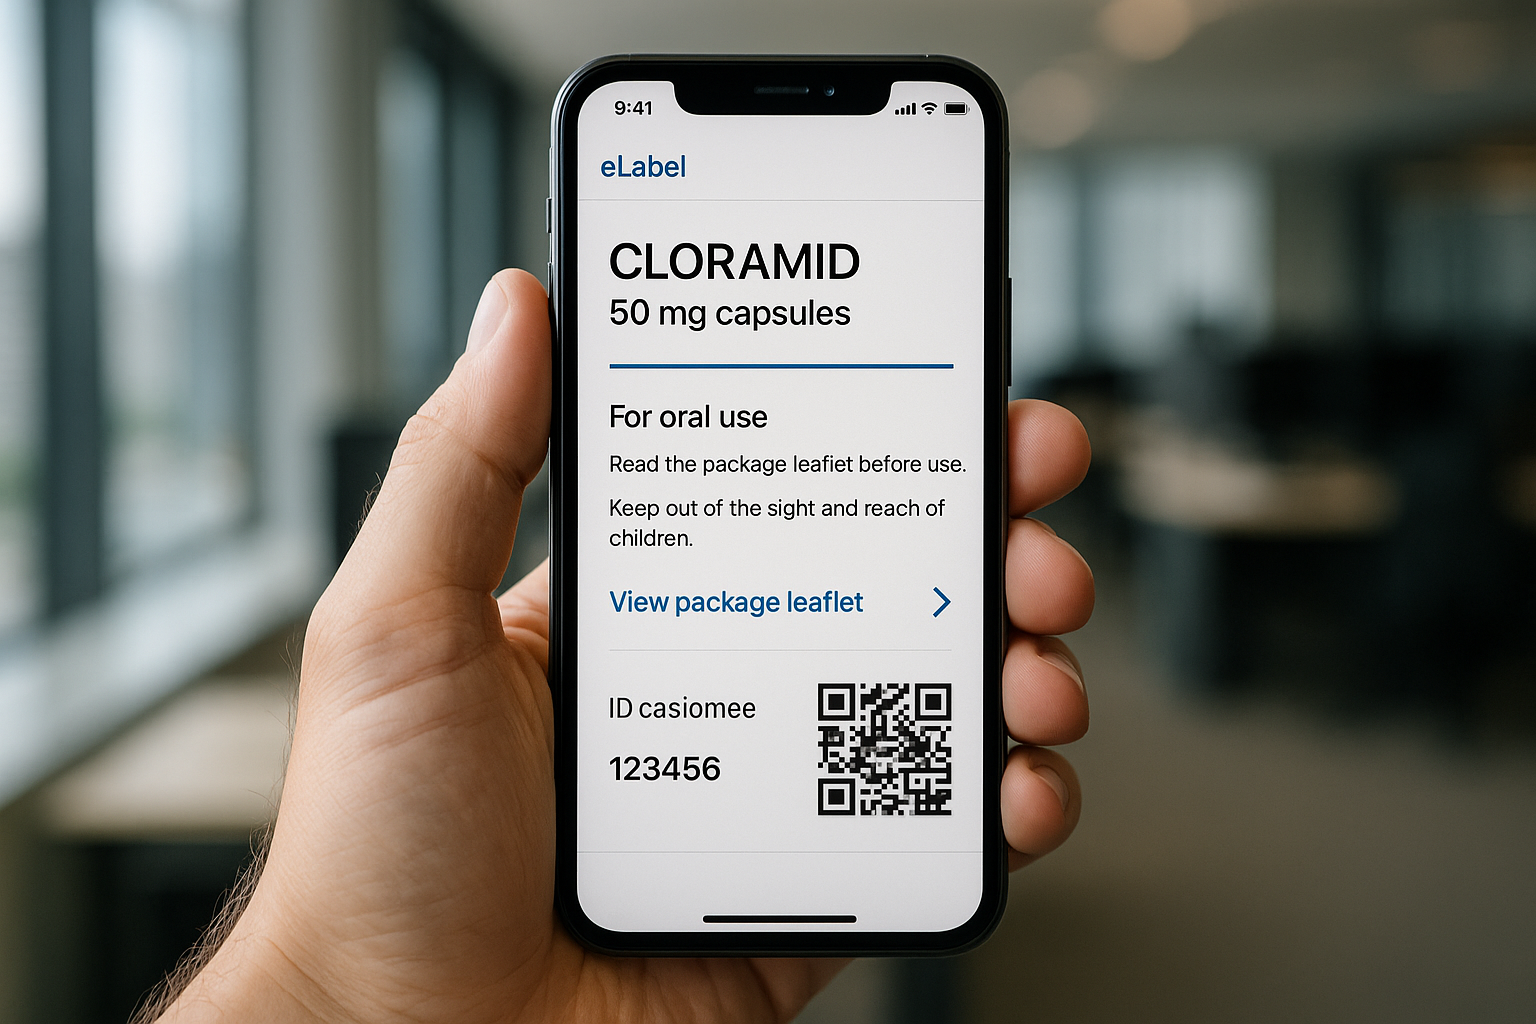 9:41
eLabel
CLORAMID
50 mg capsules
For oral use
Read the package leafiet before use.
Keep out of the sight and reach of
children.
View package leaflet
ID casiomee
123456